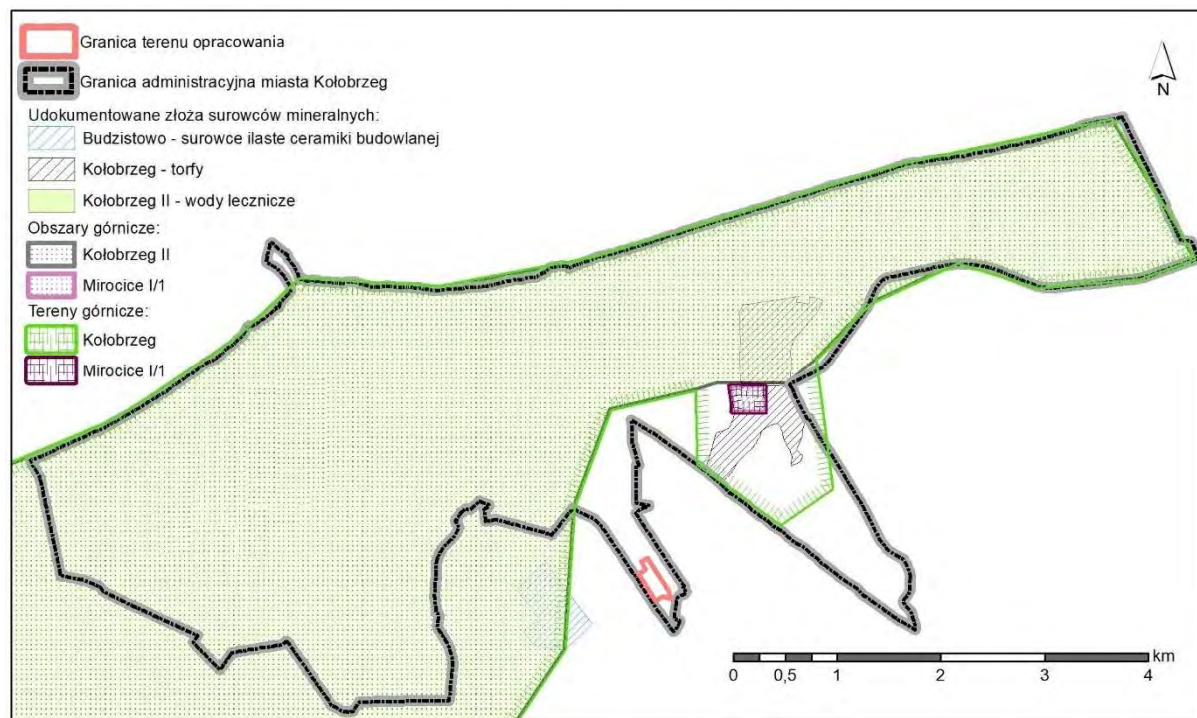 Granica terenu opracowania
Granica administracyjna miasta Kołobrzeg
Udokumentowane złoża surowców mineralnych:
Budzistowo - surowce ilaste ceramiki budowlanej
Kołobrzeg - torfy
Kołobrzeg II - wody lecznicze
Obszary górnicze:
Kołobrzeg II
Mirocice I/1
Tereny górnicze:
Kołobrzeg
Mirocice I/1
N
km
0 0,5 1 2 3 4